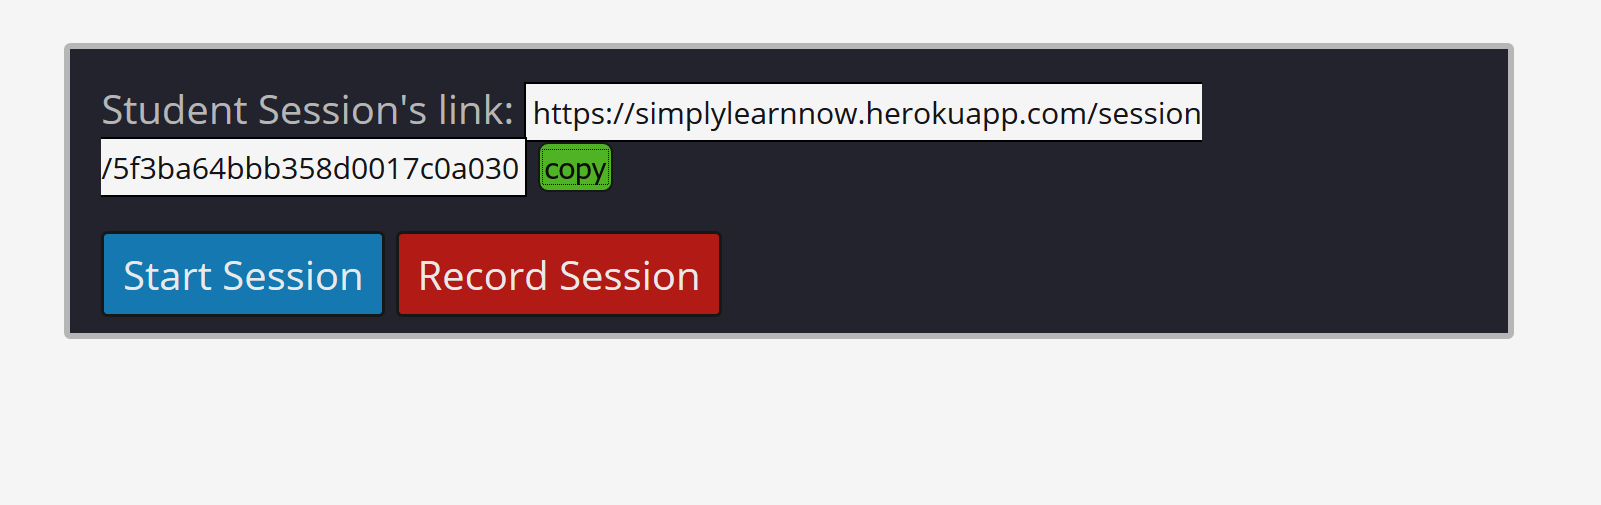 Student Session's link: https://simplylearnnow.herokuapp.com/session
/5f3ba64bbb358d0017c0a030 copy
Start Session Record Session